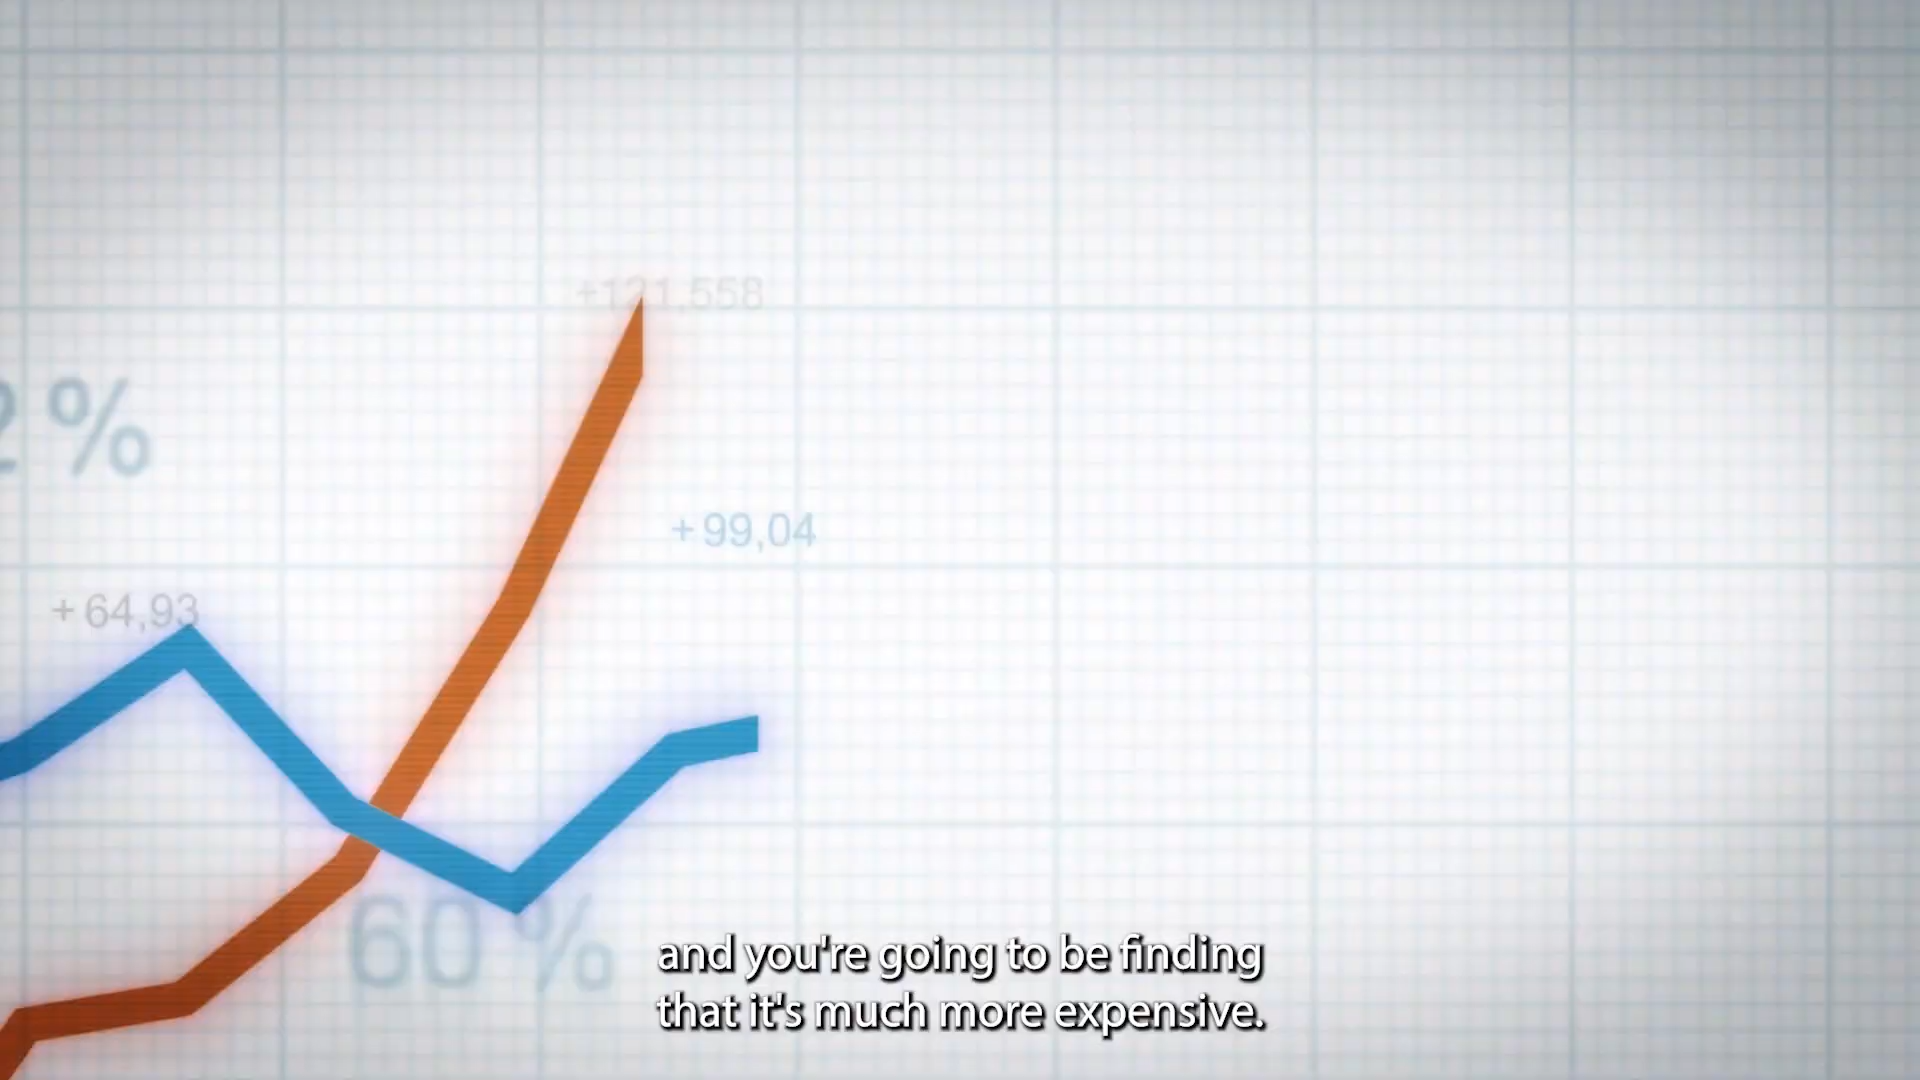 +121,558
2%
+99,04
+64,93
60%
and you're going to be finding
that it's much more expensive.